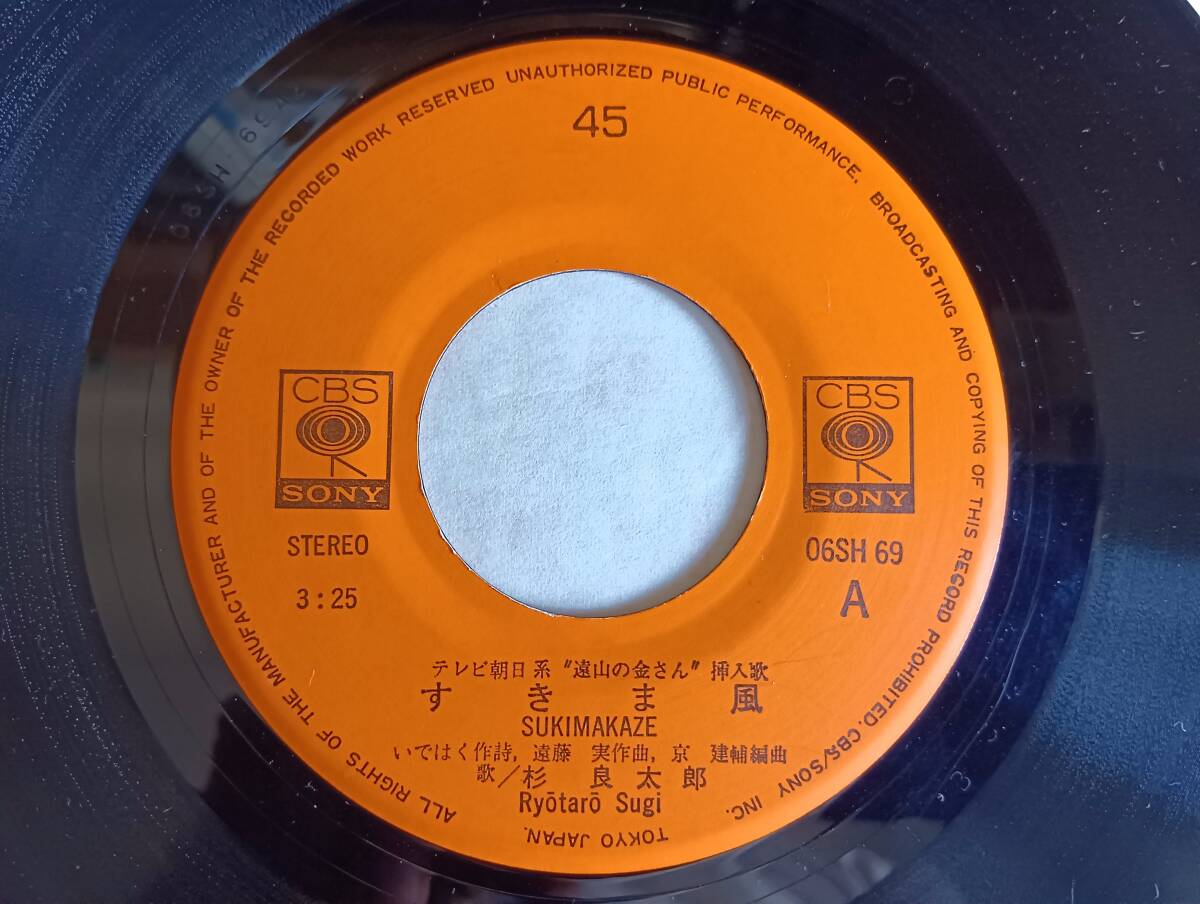 45
ALL RIGHTS OF THE MANUFACTURER AND OF THE OWNER OF THE RECORDED WORK RESERVED UNAUTHORIZED PUBLIC PERFORMANCE, BROADCASTING AND COPYING OF THIS RECORD PROHIBITED. CBS/SONY INC. TOKYO JAPAN.
CBS
SONY
CBS
SONY
STEREO
3:25
06SH 69
A
テレビ朝日系〝遠山の金さん〟挿入歌
すきま風
SUKIMAKAZE
いではく作詩, 遠藤 実作曲, 京 建輔編曲
歌/杉 良太郎
Ryōtarō Sugi